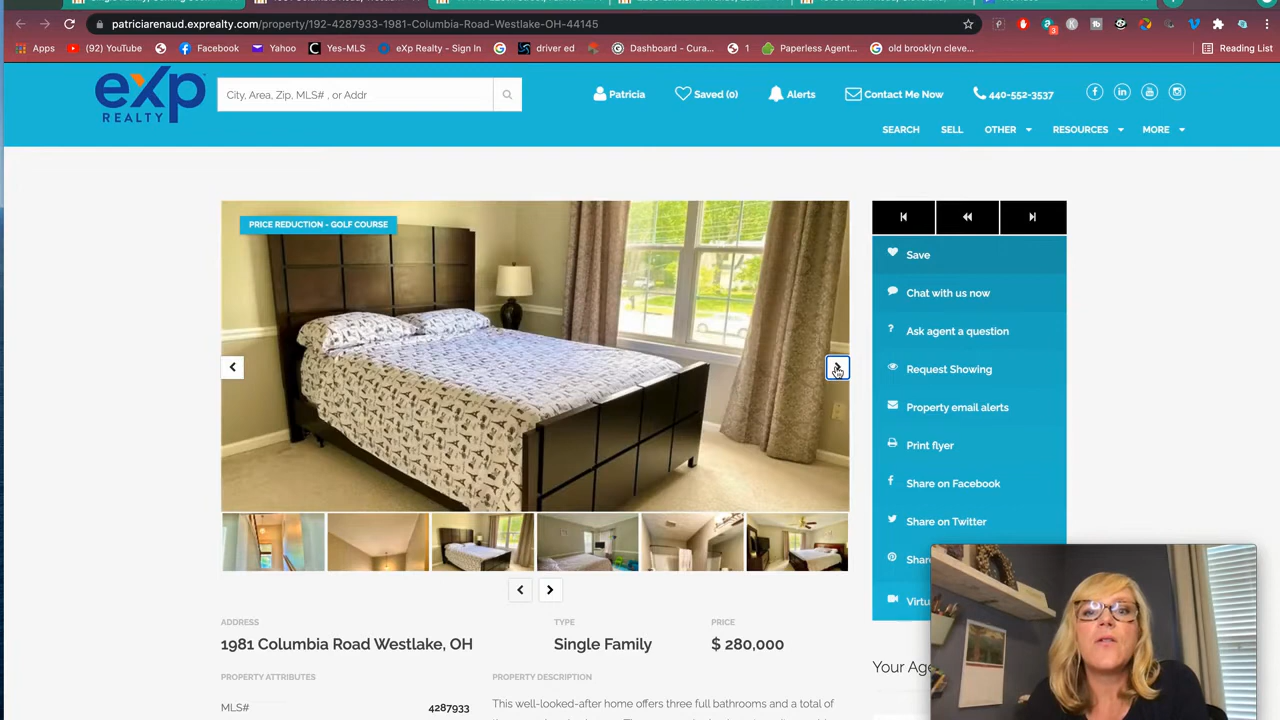 patriciarenaud.exprealty.com/property/192-4287933-1981-Columbia-Road-Westlake-OH-44145
Apps
(92) YouTube
Facebook
Yahoo
Yes-MLS
eXp Realty - Sign In
driver ed
Dashboard - Cura...
1
Paperless Agent...
old brooklyn cleve...
Reading List
eXp
REALTY
City, Area, Zip, MLS# , or Addr
Patricia
Saved (0)
Alerts
Contact Me Now
440-552-3537
SEARCH
SELL
OTHER
RESOURCES
MORE
PRICE REDUCTION - GOLF COURSE
Save
Chat with us now
Ask agent a question
Request Showing
Property email alerts
Print flyer
Share on Facebook
Share on Twitter
ADDRESS
TYPE
PRICE
1981 Columbia Road Westlake, OH
Single Family
$ 280,000
Your Age
PROPERTY ATTRIBUTES
PROPERTY DESCRIPTION
MLS#
4287933
This well-looked-after home offers three full bathrooms and a total of